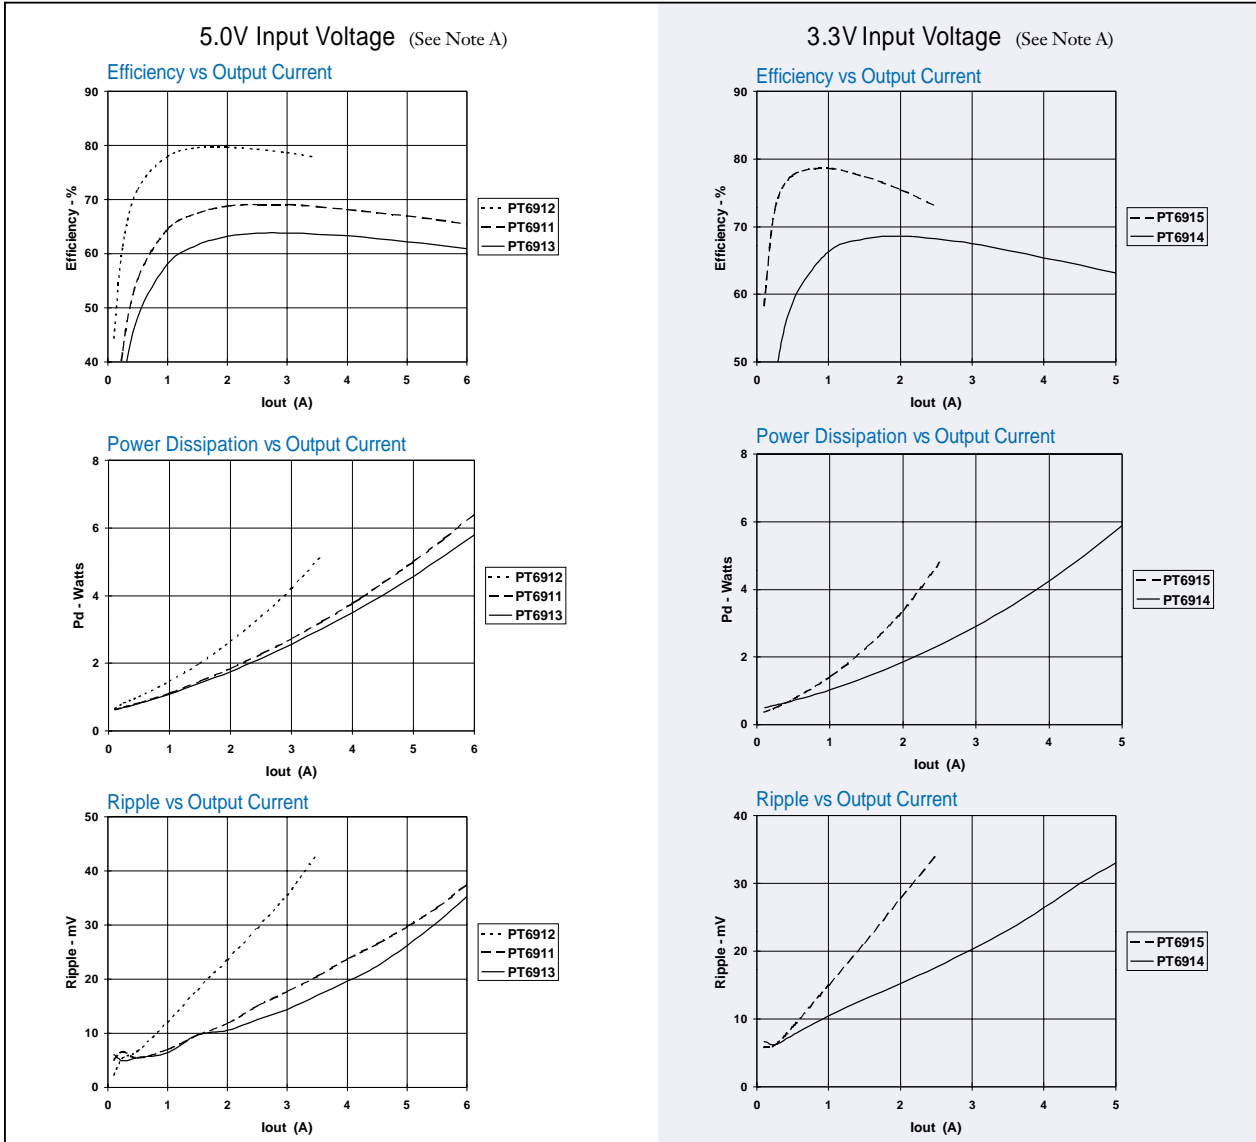 5.0V Input Voltage (See Note A)
Efficiency vs Output Current
90
80
70
60
50
40
Efficiency - %
0 1 2 3 4 5 6
Iout (A)
PT6912
PT6911
PT6913
Power Dissipation vs Output Current
8
6
4
2
0
Pd - Watts
0 1 2 3 4 5 6
Iout (A)
PT6912
PT6911
PT6913
Ripple vs Output Current
50
40
30
20
10
0
Ripple - mV
0 1 2 3 4 5 6
Iout (A)
PT6912
PT6911
PT6913
3.3V Input Voltage (See Note A)
Efficiency vs Output Current
90
80
70
60
50
Efficiency - %
0 1 2 3 4 5
Iout (A)
PT6915
PT6914
Power Dissipation vs Output Current
8
6
4
2
0
Pd - Watts
0 1 2 3 4 5
Iout (A)
PT6915
PT6914
Ripple vs Output Current
40
30
20
10
0
Ripple - mV
0 1 2 3 4 5
Iout (A)
PT6915
PT6914